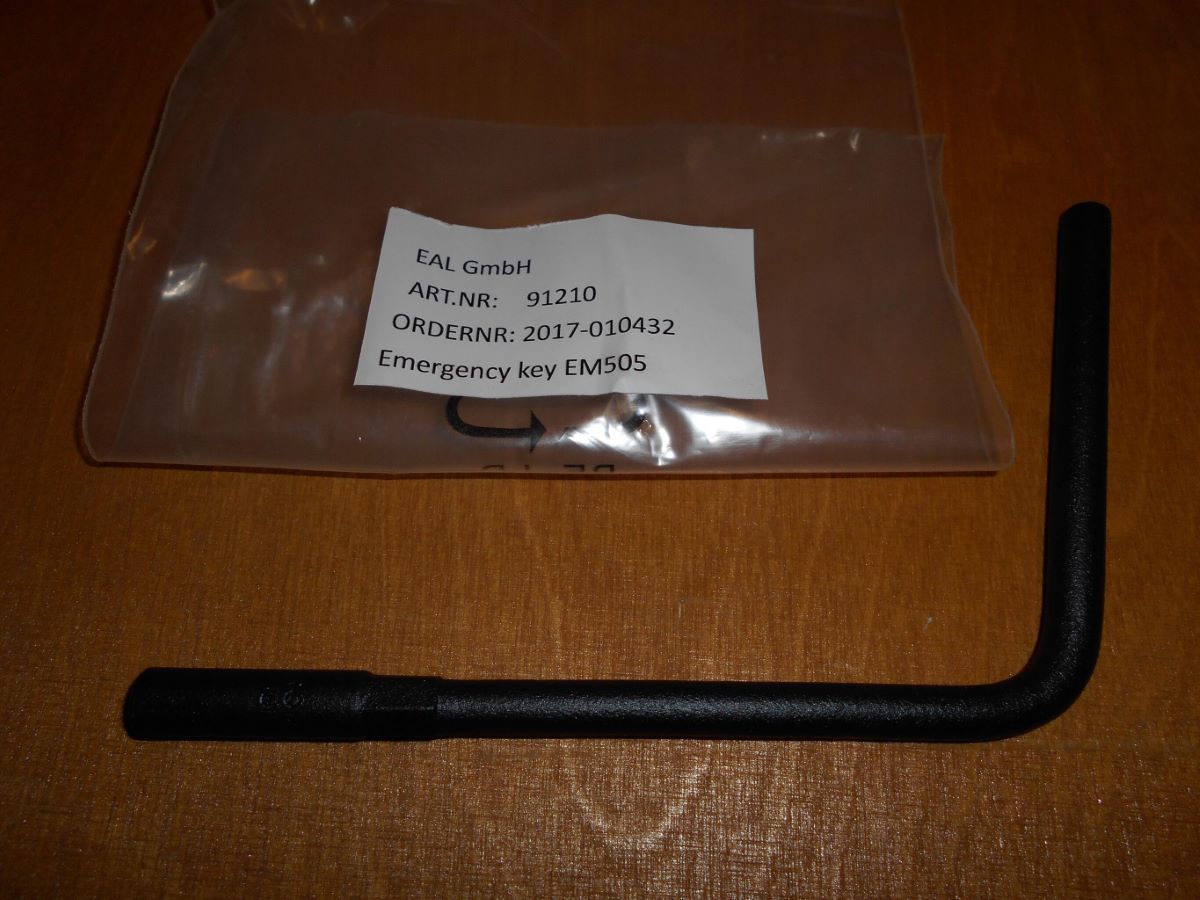 EAL GmbH
ART.NR: 91210
ORDERNR: 2017-010432
Emergency key EM505